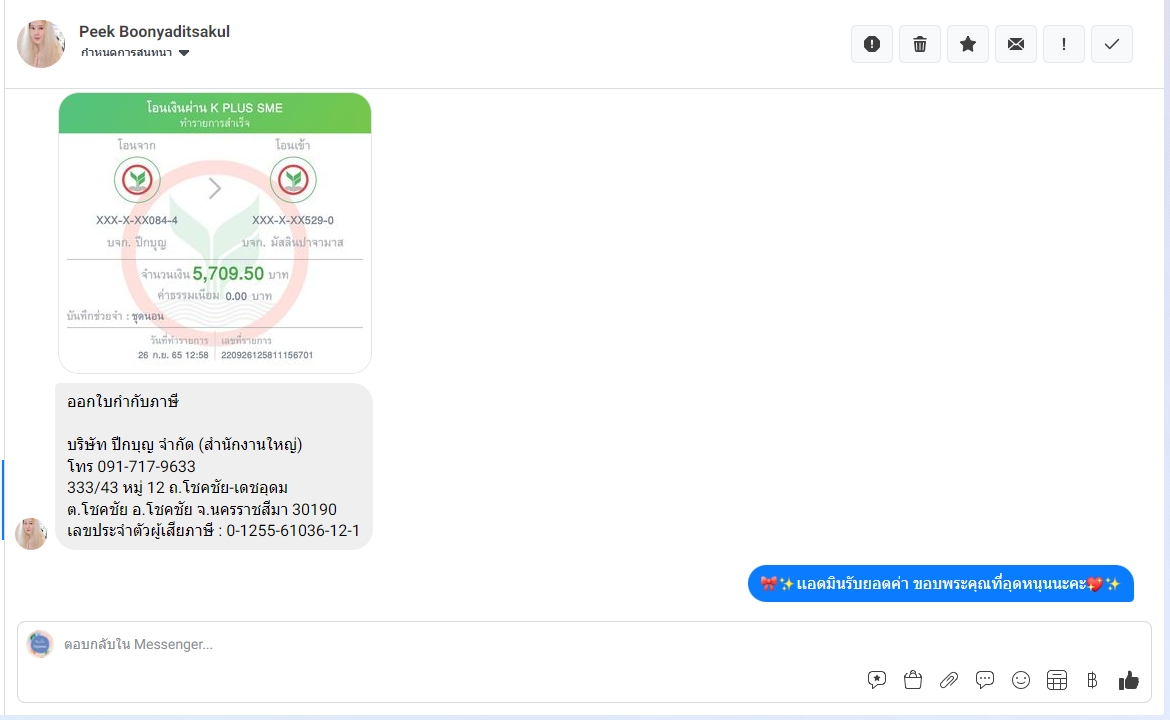 Peek Boonyaditsakul
กำหนดการสนทนา
โอนเงินผ่าน K PLUS SME
ทำรายการสำเร็จ
โอนจาก
โอนเข้า
XXX-X-XX084-4
XXX-X-XX529-0
บจก. ปีกบุญ
บจก. มัสลินปาจามาส
จำนวนเงิน 5,709.50 บาท
ค่าธรรมเนียม 0.00 บาท
บันทึกช่วยจำ : ชุดนอน
วันที่ทำรายการ
เลขที่รายการ
26 ก.ย. 65 12:58
220926125811156701
ออกใบกำกับภาษี
บริษัท ปีกบุญ จำกัด (สำนักงานใหญ่)
โทร 091-717-9633
333/43 หมู่ 12 ถ.โชคชัย-เดชอุดม
ต.โชคชัย อ.โชคชัย จ.นครราชสีมา 30190
เลขประจำตัวผู้เสียภาษี : 0-1255-61036-12-1
🎀✨แอดมินรับยอดค่า ขอบพระคุณที่อุดหนุนนะคะ💖✨
ตอบกลับใน Messenger...